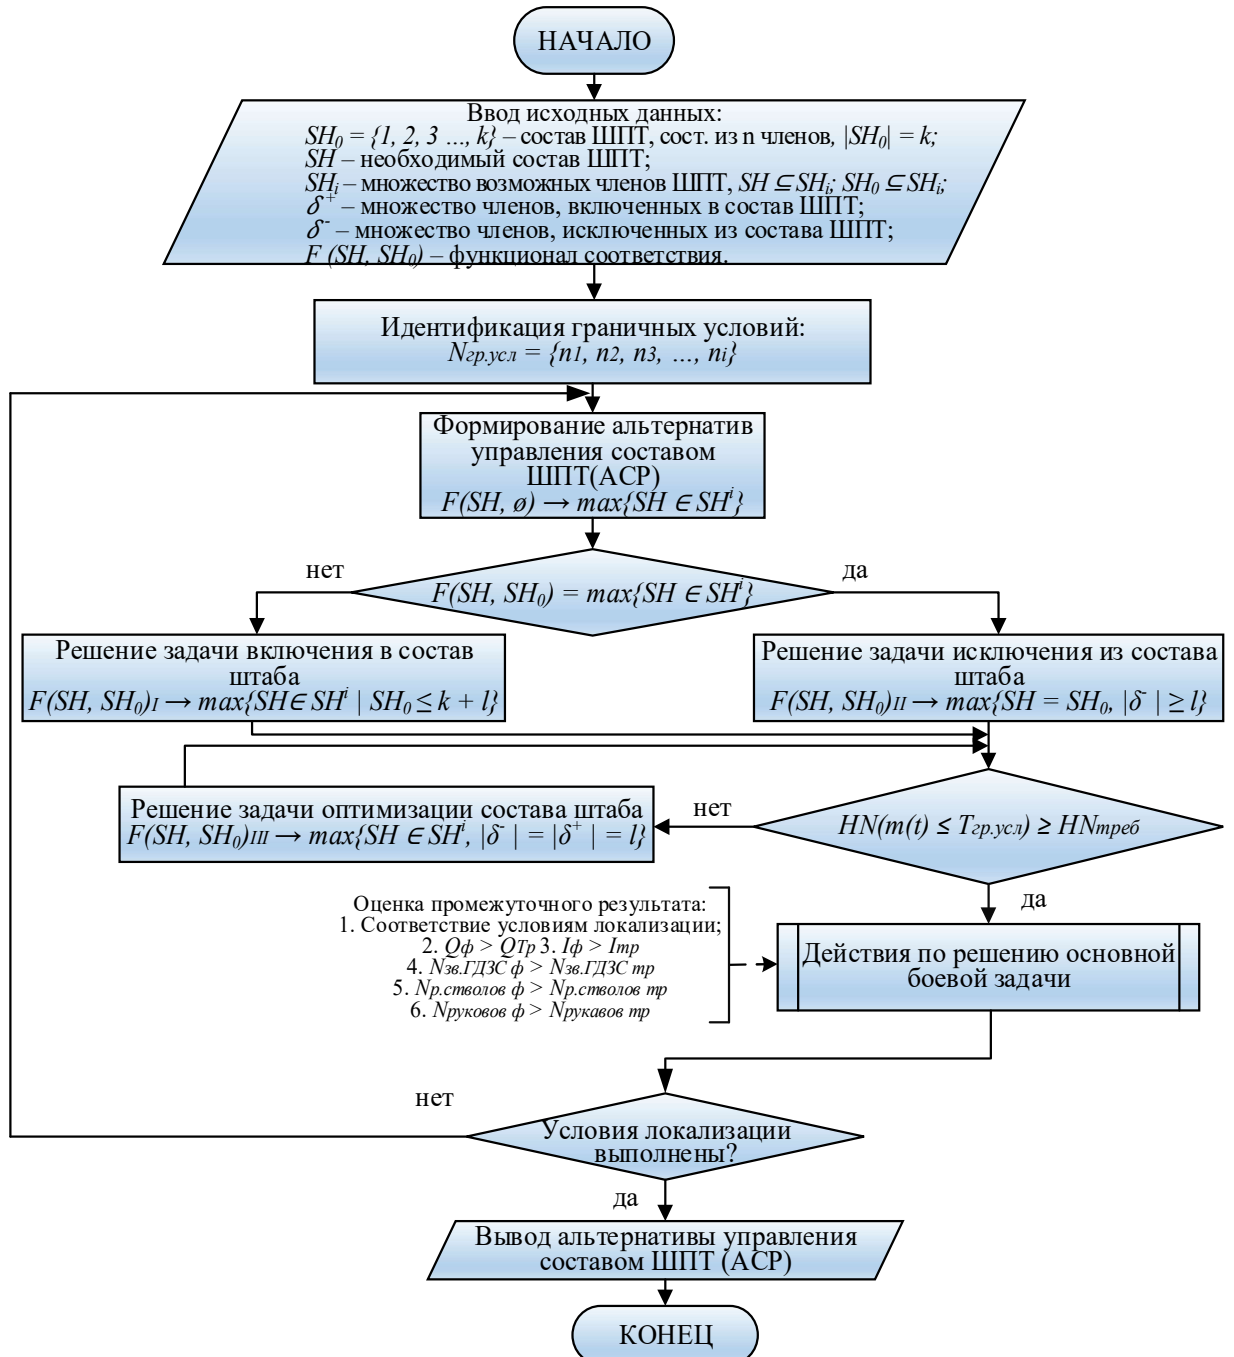 НАЧАЛО
Ввод исходных данных:
SH₀ = {1, 2, 3 ..., k} – состав ШПТ, сост. из n членов, |SH₀| = k;
SH – необходимый состав ШПТ;
SHᵢ – множество возможных членов ШПТ, SH ⊆ SHᵢ; SH₀ ⊆ SHᵢ;
δ⁺ – множество членов, включенных в состав ШПТ;
δ⁻ – множество членов, исключенных из состава ШПТ;
F (SH, SH₀) – функционал соответствия.
Идентификация граничных условий:
Nгр.усл = {n1, n2, n3, ..., ni}
Формирование альтернатив
управления составом
ШПТ(АСР)
F(SH, ø) → max{SH ∈ SHⁱ}
нет
да
F(SH, SH₀) = max{SH ∈ SHⁱ}
Решение задачи включения в состав
штаба
F(SH, SH₀)I → max{SH∈ SHⁱ | SH₀ ≤ k + l}
Решение задачи исключения из состава
штаба
F(SH, SH₀)II → max{SH = SH₀, |δ⁻ | ≥ l}
Решение задачи оптимизации состава штаба
F(SH, SH₀)III → max{SH ∈ SHⁱ, |δ⁻ | = |δ⁺ | = l}
нет
HN(m(t) ≤ Tгр.усл) ≥ HNтреб
да
Оценка промежуточного результата:
1. Соответствие условиям локализации;
2. Qф > QТр 3. Iф > Iтр
4. Nзв.ГДЗС ф > Nзв.ГДЗС тр
5. Nр.стволов ф > Nр.стволов тр
6. Nруковов ф > Nрукавов тр
Действия по решению основной
боевой задачи
нет
Условия локализации
выполнены?
да
Вывод альтернативы управления
составом ШПТ (АСР)
КОНЕЦ